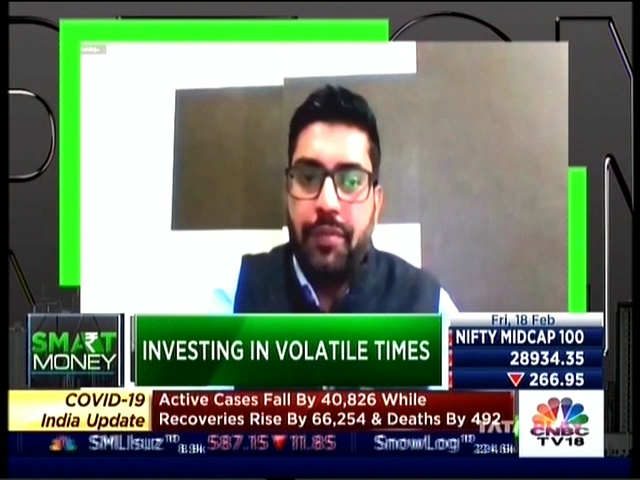 Fri, 18 Feb
SMART
MONEY
INVESTING IN VOLATILE TIMES
NIFTY MIDCAP 100
28934.35
▼ 266.95
COVID-19
India Update
Active Cases Fall By 40,826 While
Recoveries Rise By 66,254 & Deaths By 492
CNBC
TV18
SMLIsuz™ 587.15 ▼ 11.85 SnowLog™